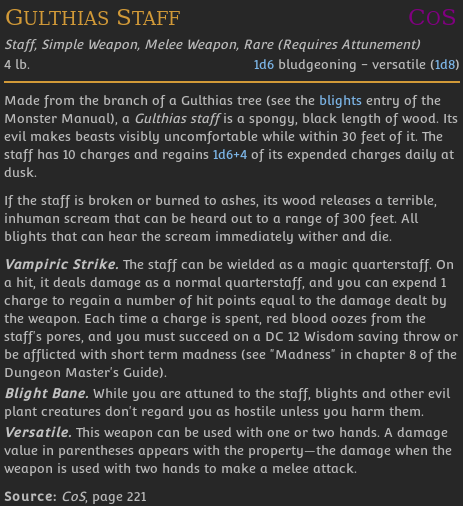 GULTHIAS STAFF CoS
Staff, Simple Weapon, Melee Weapon, Rare (Requires Attunement)
4 lb. 1d6 bludgeoning - versatile (1d8)
Made from the branch of a Gulthias tree (see the blights entry of the
Monster Manual), a Gulthias staff is a spongy, black length of wood. Its
evil makes beasts visibly uncomfortable while within 30 feet of it. The
staff has 10 charges and regains 1d6+4 of its expended charges daily at
dusk.
If the staff is broken or burned to ashes, its wood releases a terrible,
inhuman scream that can be heard out to a range of 300 feet. All
blights that can hear the scream immediately wither and die.
Vampiric Strike. The staff can be wielded as a magic quarterstaff. On
a hit, it deals damage as a normal quarterstaff, and you can expend 1
charge to regain a number of hit points equal to the damage dealt by
the weapon. Each time a charge is spent, red blood oozes from the
staff's pores, and you must succeed on a DC 12 Wisdom saving throw or
be afflicted with short term madness (see "Madness" in chapter 8 of the
Dungeon Master's Guide).
Blight Bane. While you are attuned to the staff, blights and other evil
plant creatures don't regard you as hostile unless you harm them.
Versatile. This weapon can be used with one or two hands. A damage
value in parentheses appears with the property—the damage when the
weapon is used with two hands to make a melee attack.
Source: CoS, page 221